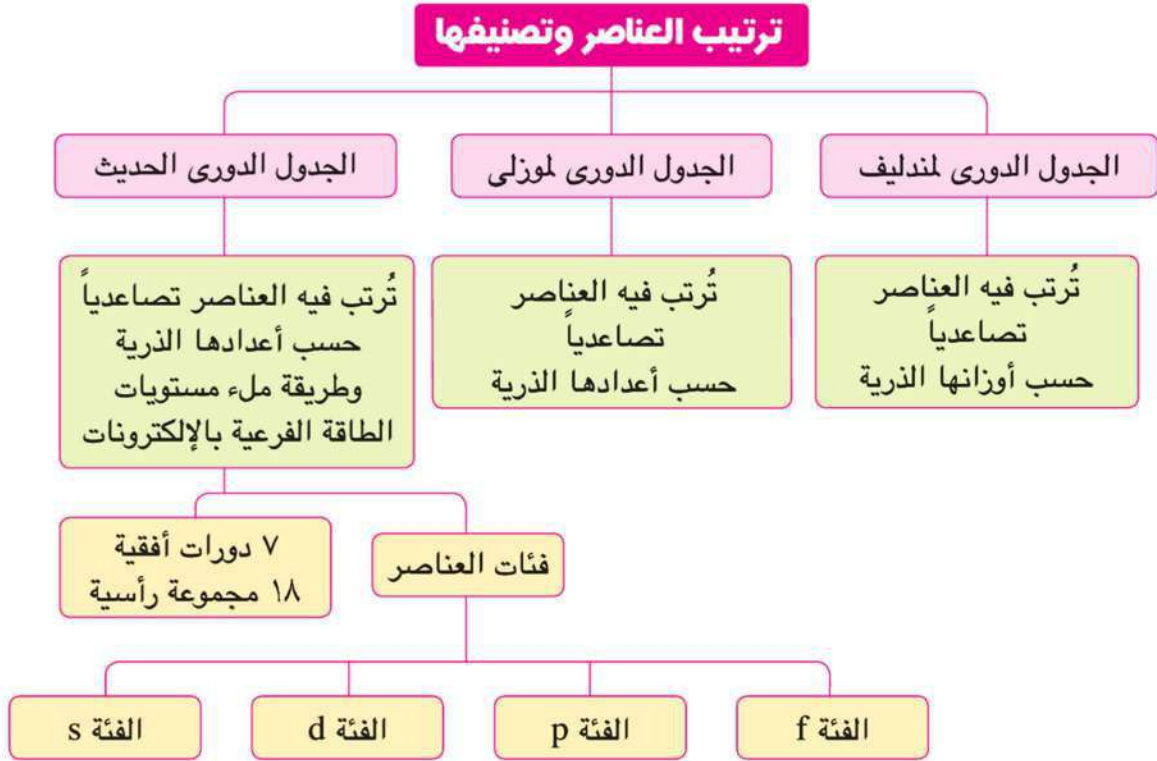 ترتيب العناصر وتصنيفها
الجدول الدورى لمندليف
الجدول الدورى لموزلى
الجدول الدورى الحديث
تُرتب فيه العناصر
تصاعدياً
حسب أوزانها الذرية
تُرتب فيه العناصر
تصاعدياً
حسب أعدادها الذرية
تُرتب فيه العناصر تصاعدياً
حسب أعدادها الذرية
وطريقة ملء مستويات
الطاقة الفرعية بالإلكترونات
فئات العناصر
٧ دورات أفقية
١٨ مجموعة رأسية
الفئة f
الفئة p
الفئة d
الفئة s